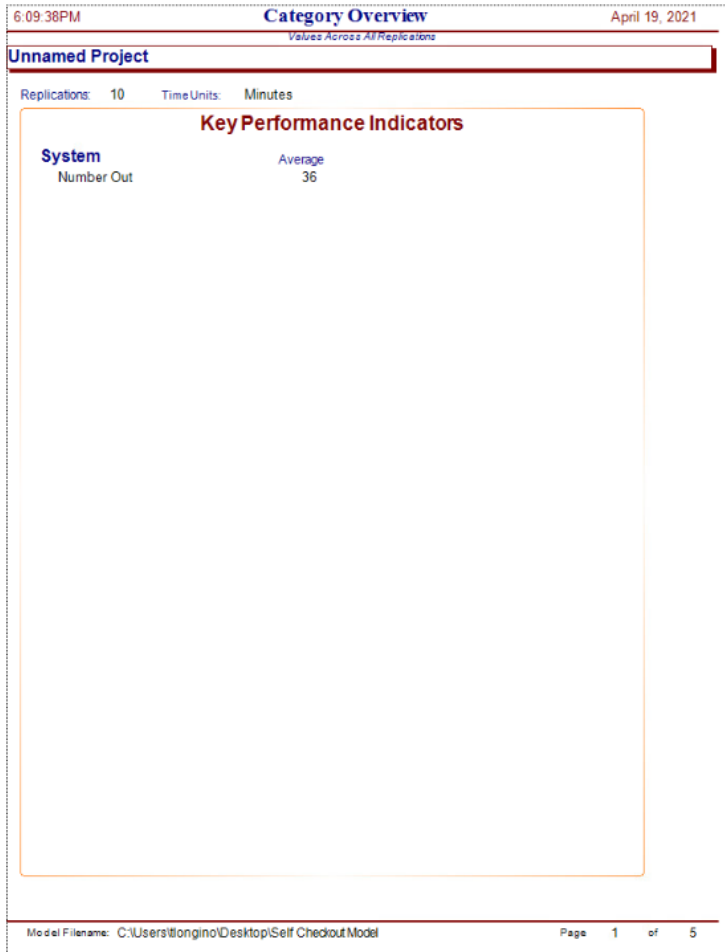 6:09:38PM Category Overview April 19, 2021
Values Across All Replications
Unnamed Project
Replications: 10 Time Units: Minutes
Key Performance Indicators
System Average
Number Out 36
Model Filename: C:\Users\tlongino\Desktop\Self Checkout Model Page 1 of 5